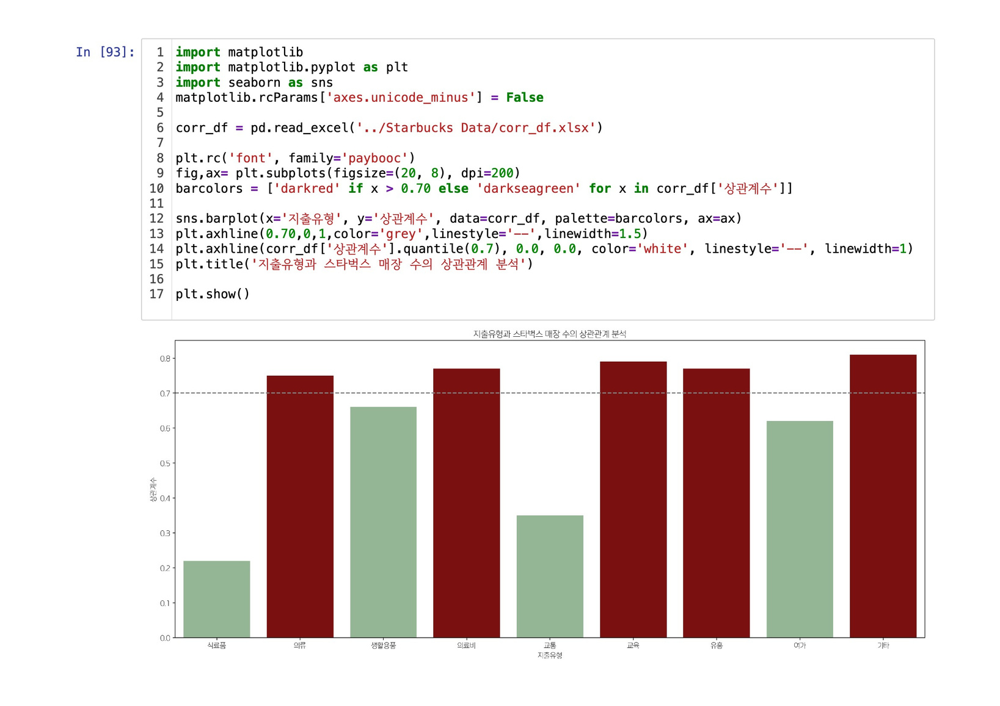 In [93]:
1 import matplotlib
2 import matplotlib.pyplot as plt
3 import seaborn as sns
4 matplotlib.rcParams['axes.unicode_minus'] = False
5
6 corr_df = pd.read_excel('../Starbucks Data/corr_df.xlsx')
7
8 plt.rc('font', family='paybooc')
9 fig,ax= plt.subplots(figsize=(20, 8), dpi=200)
10 barcolors = ['darkred' if x > 0.70 else 'darkseagreen' for x in corr_df['상관계수']]
11
12 sns.barplot(x='지출유형', y='상관계수', data=corr_df, palette=barcolors, ax=ax)
13 plt.axhline(0.70,0,1,color='grey',linestyle='--',linewidth=1.5)
14 plt.axhline(corr_df['상관계수'].quantile(0.7), 0.0, 0.0, color='white', linestyle='--', linewidth=1)
15 plt.title('지출유형과 스타벅스 매장 수의 상관관계 분석')
16
17 plt.show()
지출유형과 스타벅스 매장 수의 상관관계 분석
0.8
0.7
0.6
0.5
상관계수
0.4
0.3
0.2
0.1
0.0
식료품 의류 생활용품 의료비 교통 교육 유흥 여가 기타
지출유형